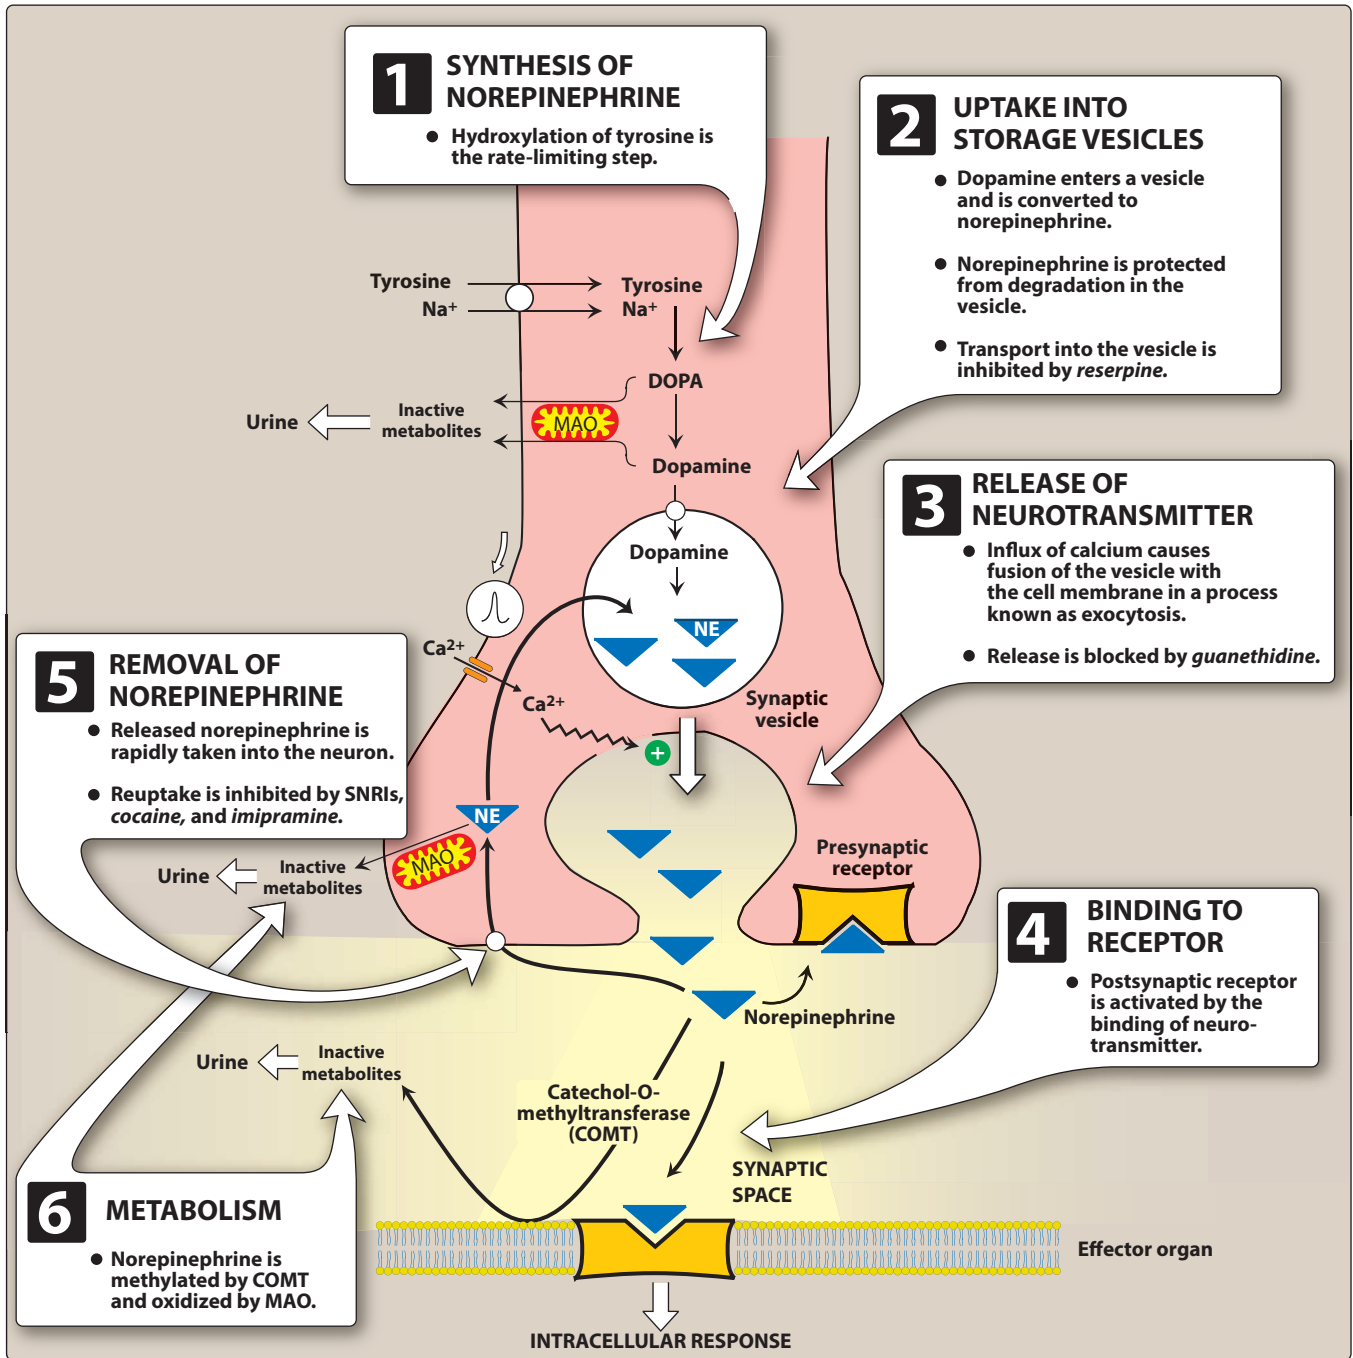 1
SYNTHESIS OF
NOREPINEPHRINE
● Hydroxylation of tyrosine is
the rate-limiting step.
2
UPTAKE INTO
STORAGE VESICLES
● Dopamine enters a vesicle
and is converted to
norepinephrine.
● Norepinephrine is protected
from degradation in the
vesicle.
● Transport into the vesicle is
inhibited by reserpine.
Tyrosine
Na+
Tyrosine
Na+
DOPA
MAO
Inactive
metabolites
Urine
Dopamine
3
RELEASE OF
NEUROTRANSMITTER
● Influx of calcium causes
fusion of the vesicle with
the cell membrane in a process
known as exocytosis.
● Release is blocked by guanethidine.
Dopamine
NE
Synaptic
vesicle
Ca2+
Ca2+
+
5
REMOVAL OF
NOREPINEPHRINE
● Released norepinephrine is
rapidly taken into the neuron.
● Reuptake is inhibited by SNRIs,
cocaine, and imipramine.
NE
MAO
Inactive
metabolites
Urine
Presynaptic
receptor
4
BINDING TO
RECEPTOR
● Postsynaptic receptor
is activated by the
binding of neuro-
transmitter.
Norepinephrine
Urine
Inactive
metabolites
Catechol-O-
methyltransferase
(COMT)
SYNAPTIC
SPACE
6
METABOLISM
● Norepinephrine is
methylated by COMT
and oxidized by MAO.
Effector organ
INTRACELLULAR RESPONSE